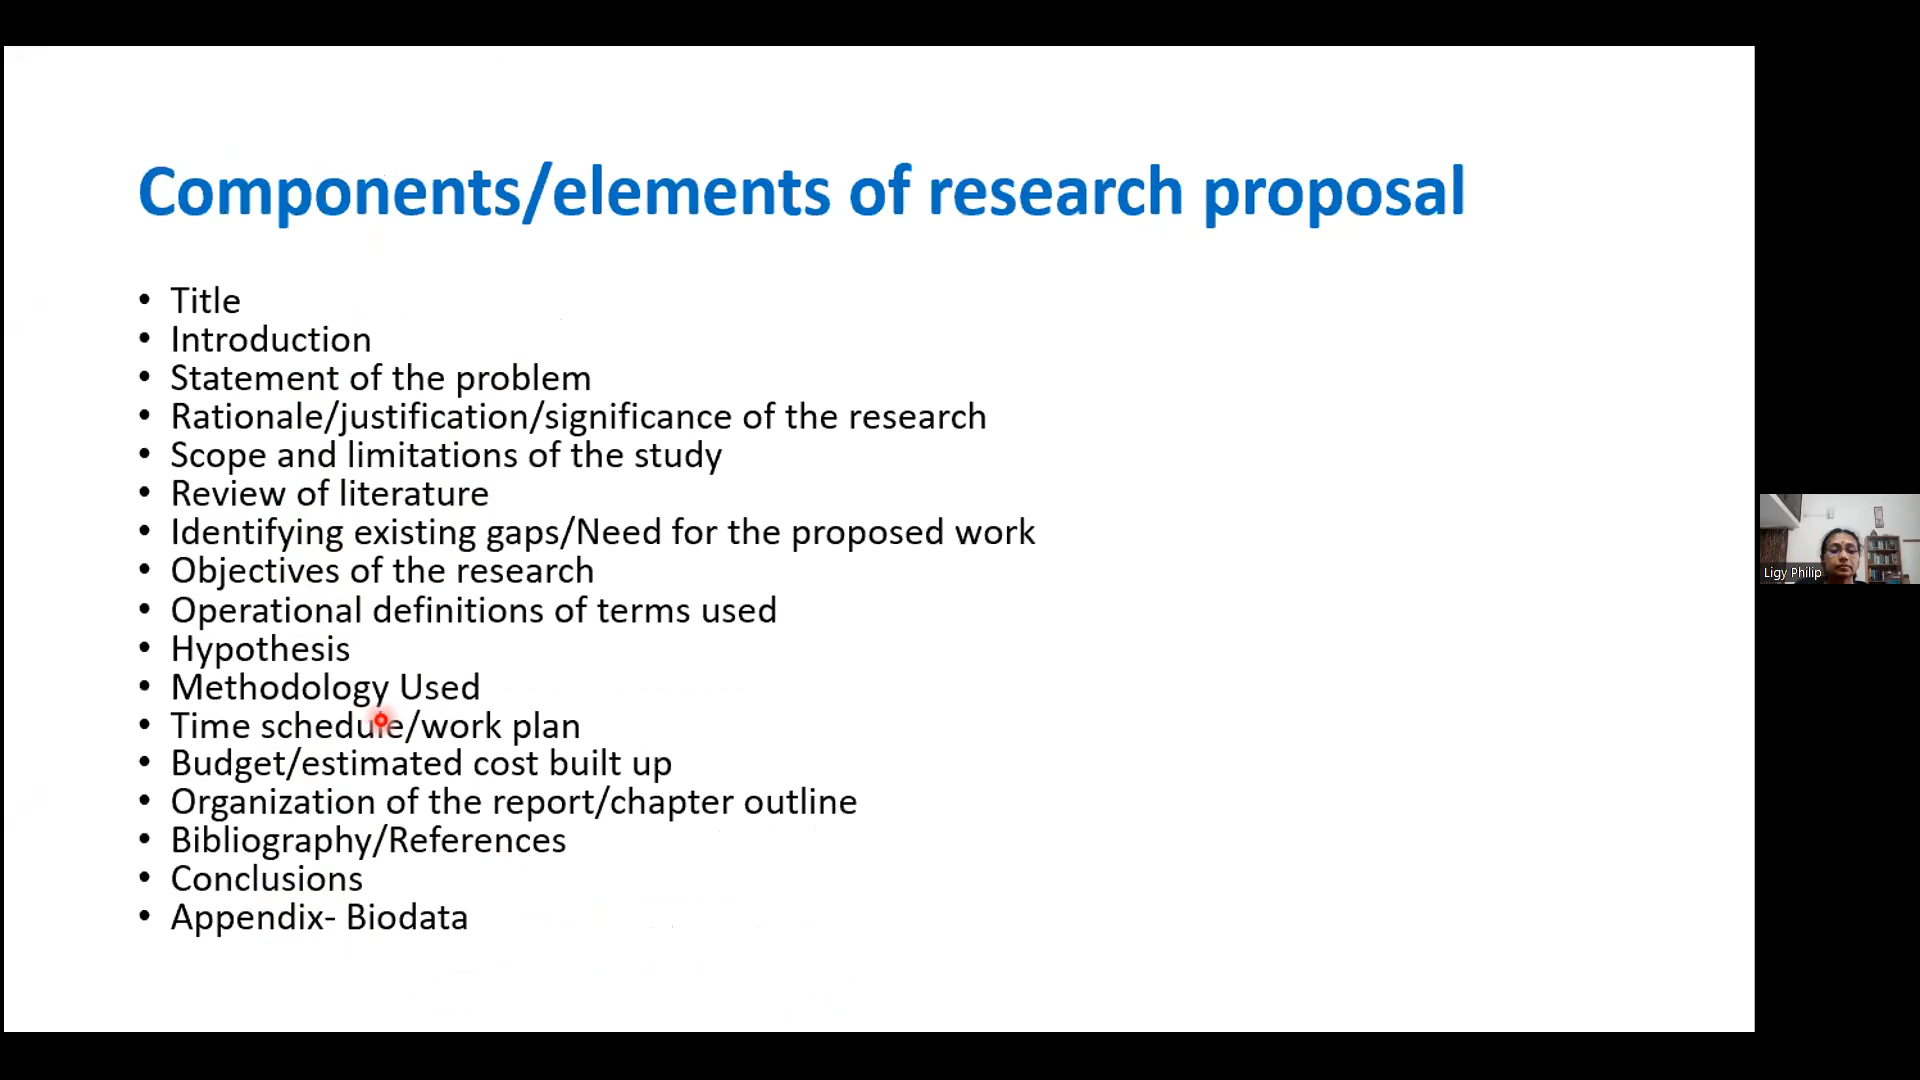 Components/elements of research proposal
• Title
• Introduction
• Statement of the problem
• Rationale/justification/significance of the research
• Scope and limitations of the study
• Review of literature
• Identifying existing gaps/Need for the proposed work
• Objectives of the research
• Operational definitions of terms used
• Hypothesis
• Methodology Used
• Time schedule/work plan
• Budget/estimated cost built up
• Organization of the report/chapter outline
• Bibliography/References
• Conclusions
• Appendix- Biodata
Ligy Philip